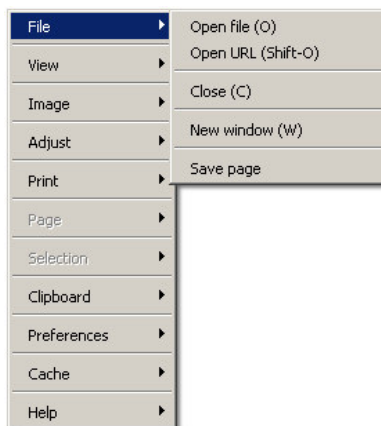 File
View
Image
Adjust
Print
Page
Selection
Clipboard
Preferences
Cache
Help
Open file (O)
Open URL (Shift-O)
Close (C)
New window (W)
Save page